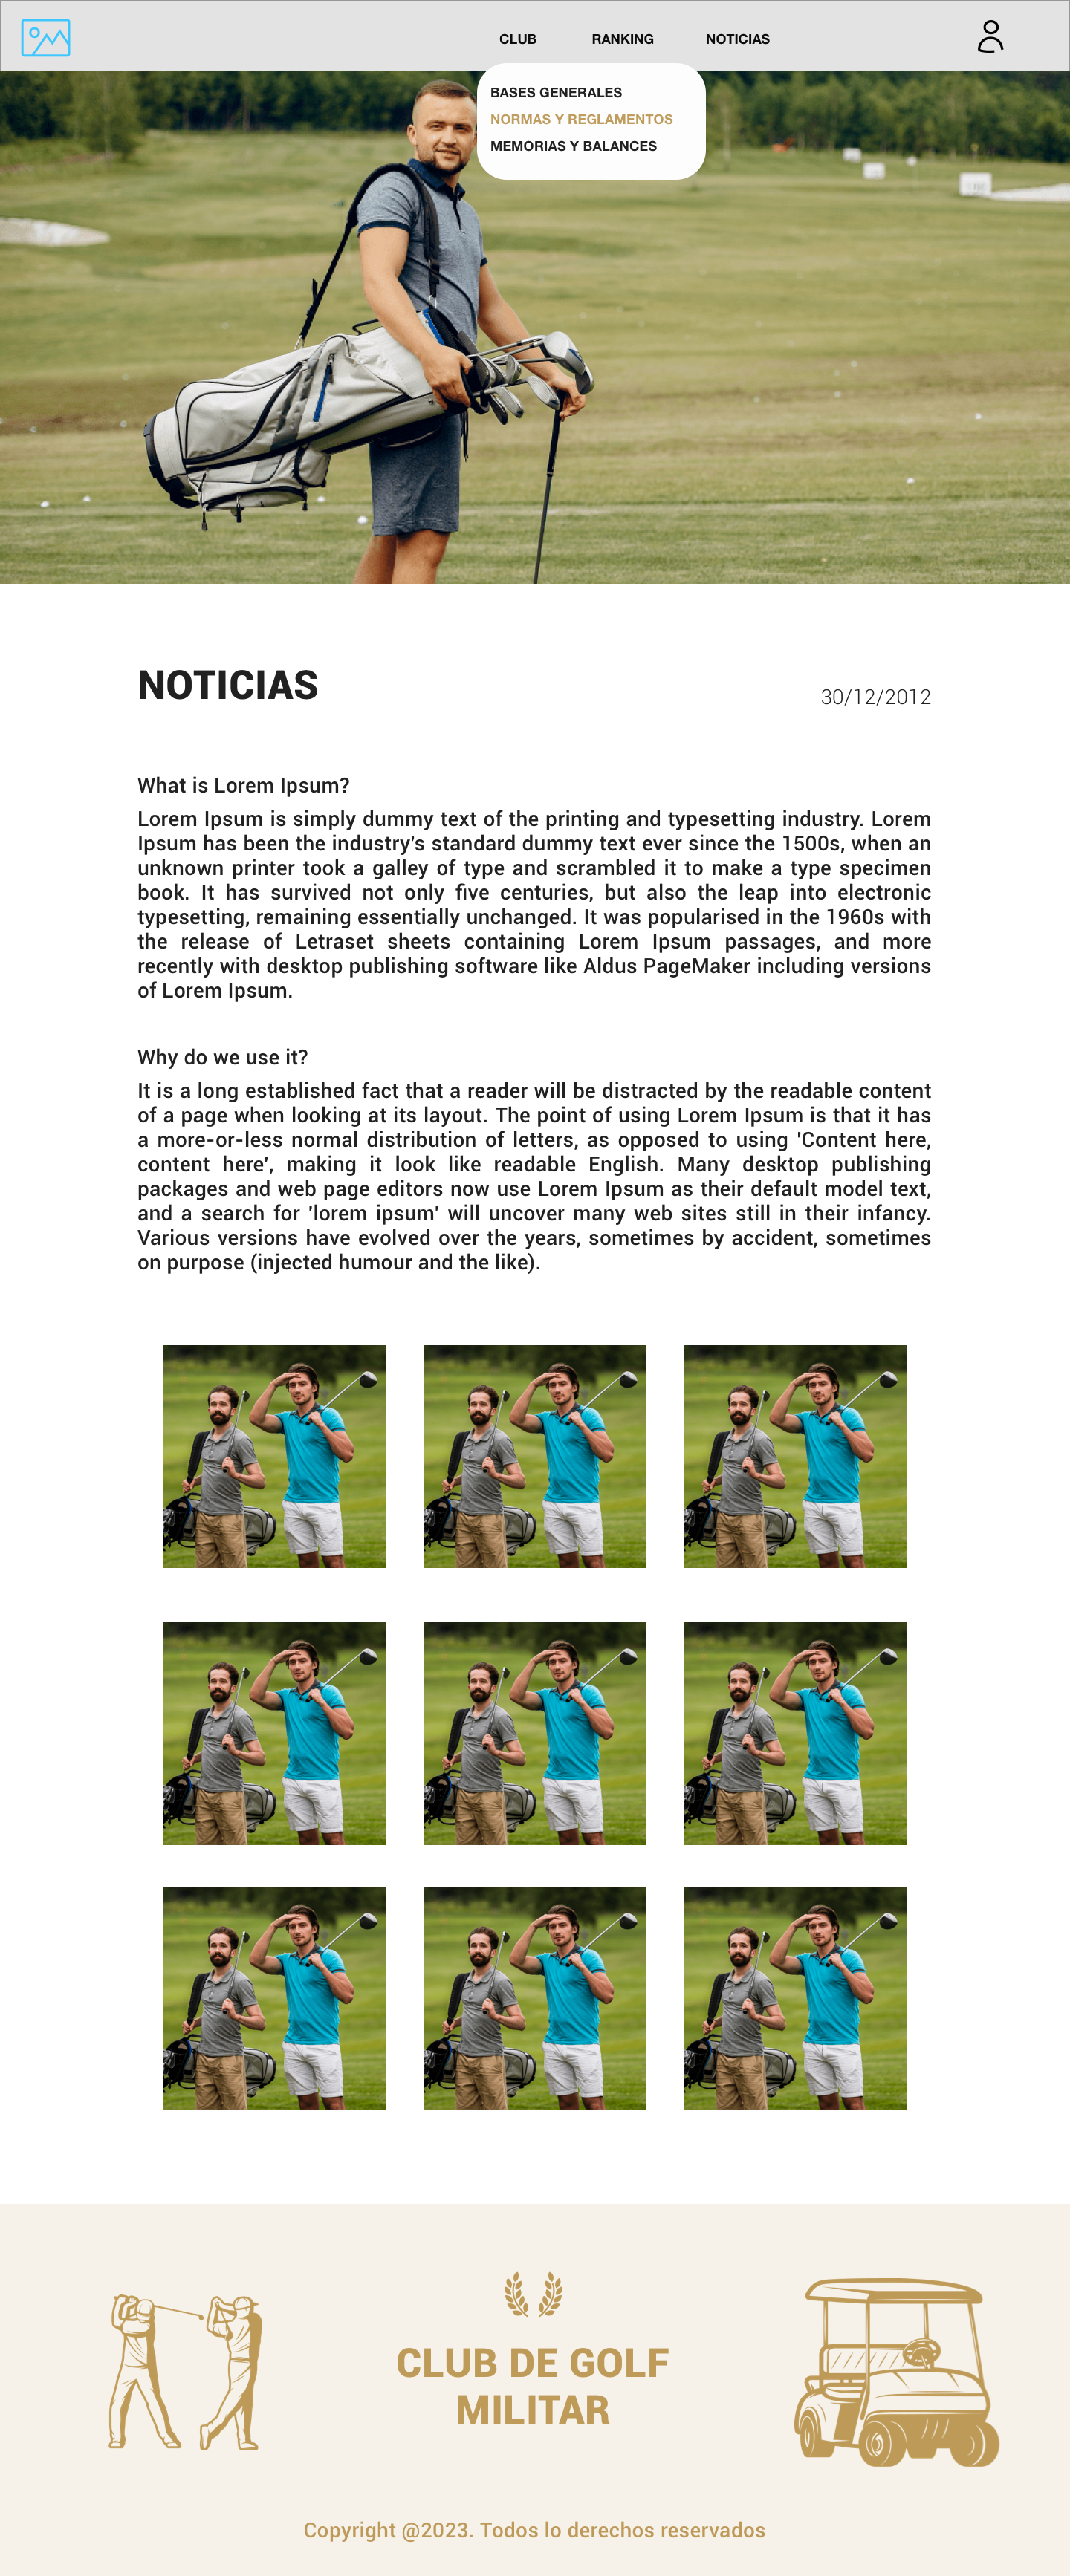 CLUB RANKING NOTICIAS
BASES GENERALES
NORMAS Y REGLAMENTOS
MEMORIAS Y BALANCES
NOTICIAS
30/12/2012
What is Lorem Ipsum?
Lorem Ipsum is simply dummy text of the printing and typesetting industry. Lorem
Ipsum has been the industry's standard dummy text ever since the 1500s, when an
unknown printer took a galley of type and scrambled it to make a type specimen
book. It has survived not only five centuries, but also the leap into electronic
typesetting, remaining essentially unchanged. It was popularised in the 1960s with
the release of Letraset sheets containing Lorem Ipsum passages, and more
recently with desktop publishing software like Aldus PageMaker including versions
of Lorem Ipsum.
Why do we use it?
It is a long established fact that a reader will be distracted by the readable content
of a page when looking at its layout. The point of using Lorem Ipsum is that it has
a more-or-less normal distribution of letters, as opposed to using 'Content here,
content here', making it look like readable English. Many desktop publishing
packages and web page editors now use Lorem Ipsum as their default model text,
and a search for 'lorem ipsum' will uncover many web sites still in their infancy.
Various versions have evolved over the years, sometimes by accident, sometimes
on purpose (injected humour and the like).
CLUB DE GOLF
MILITAR
Copyright @2023. Todos lo derechos reservados